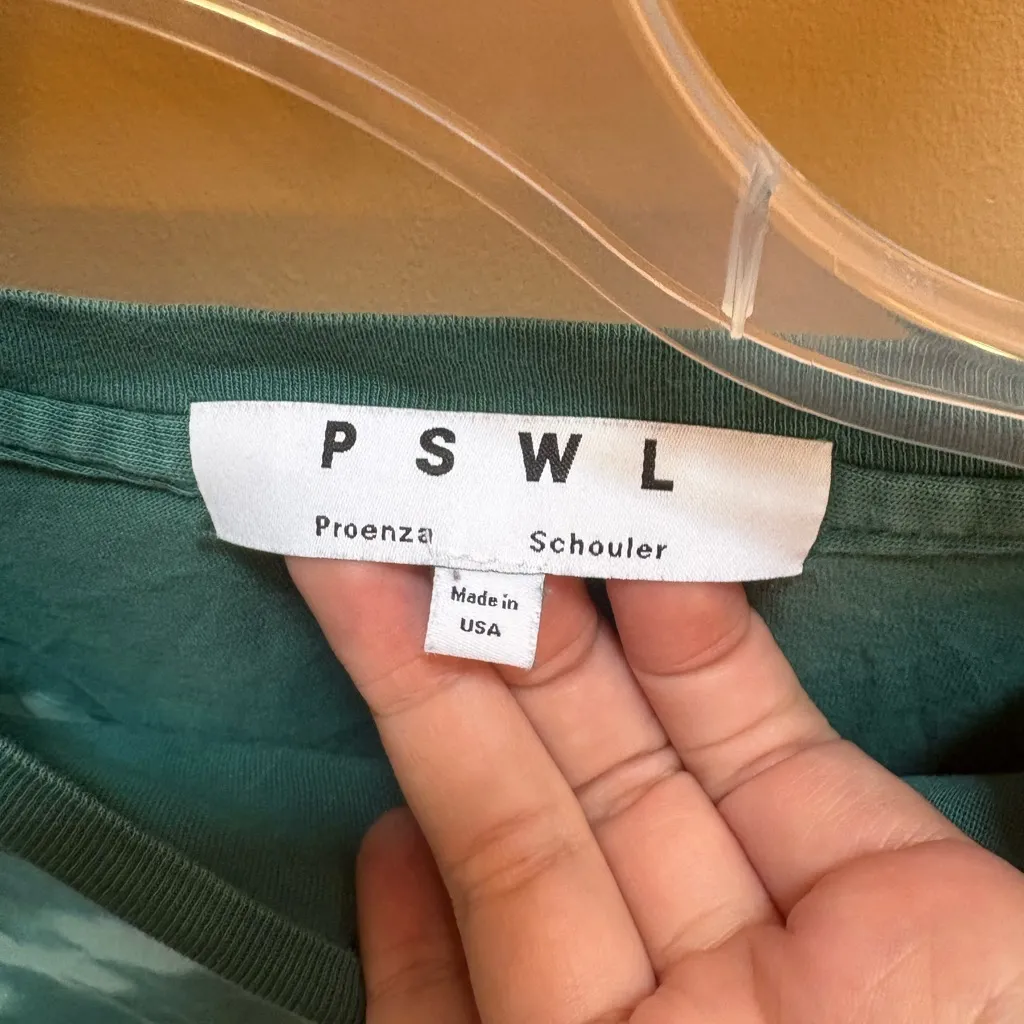 P S W L
Proenza Schouler
Made in
USA